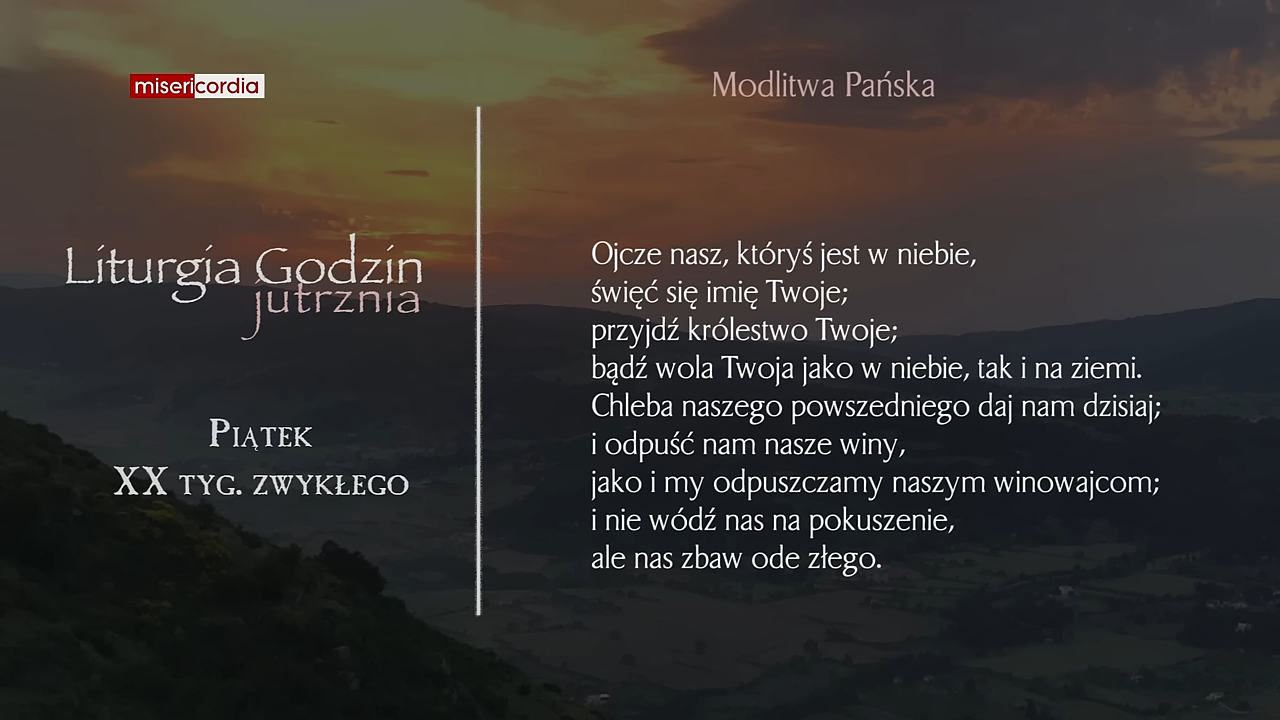 misericordia
Liturgia Godzin
jutrznia
Piątek
XX tyg. zwykłego
Modlitwa Pańska
Ojcze nasz, któryś jest w niebie,
święć się imię Twoje;
przyjdź królestwo Twoje;
bądź wola Twoja jako w niebie, tak i na ziemi.
Chleba naszego powszedniego daj nam dzisiaj;
i odpuść nam nasze winy,
jako i my odpuszczamy naszym winowajcom;
i nie wódź nas na pokuszenie,
ale nas zbaw ode złego.